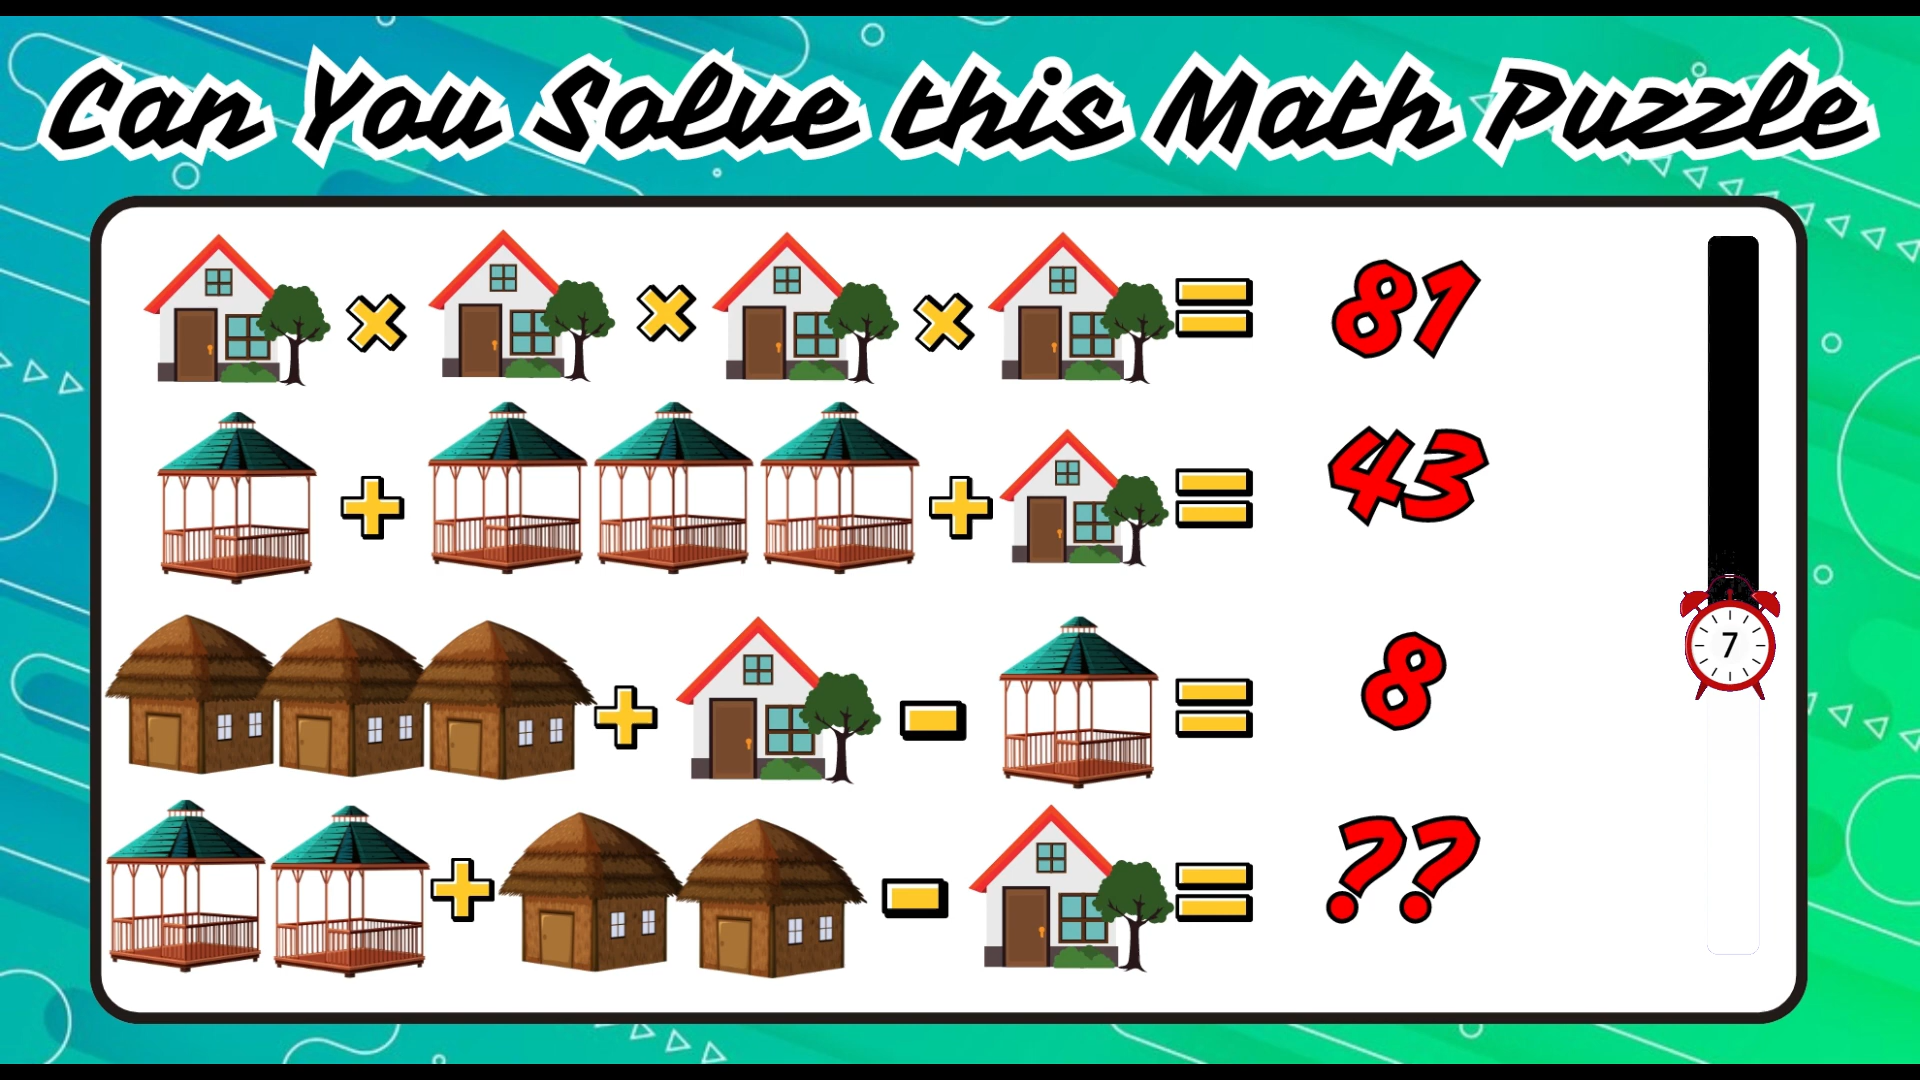 Can You Solve this Math Puzzle
× × × = 81
+ + = 43
+ - = 8
7
+ - = ??